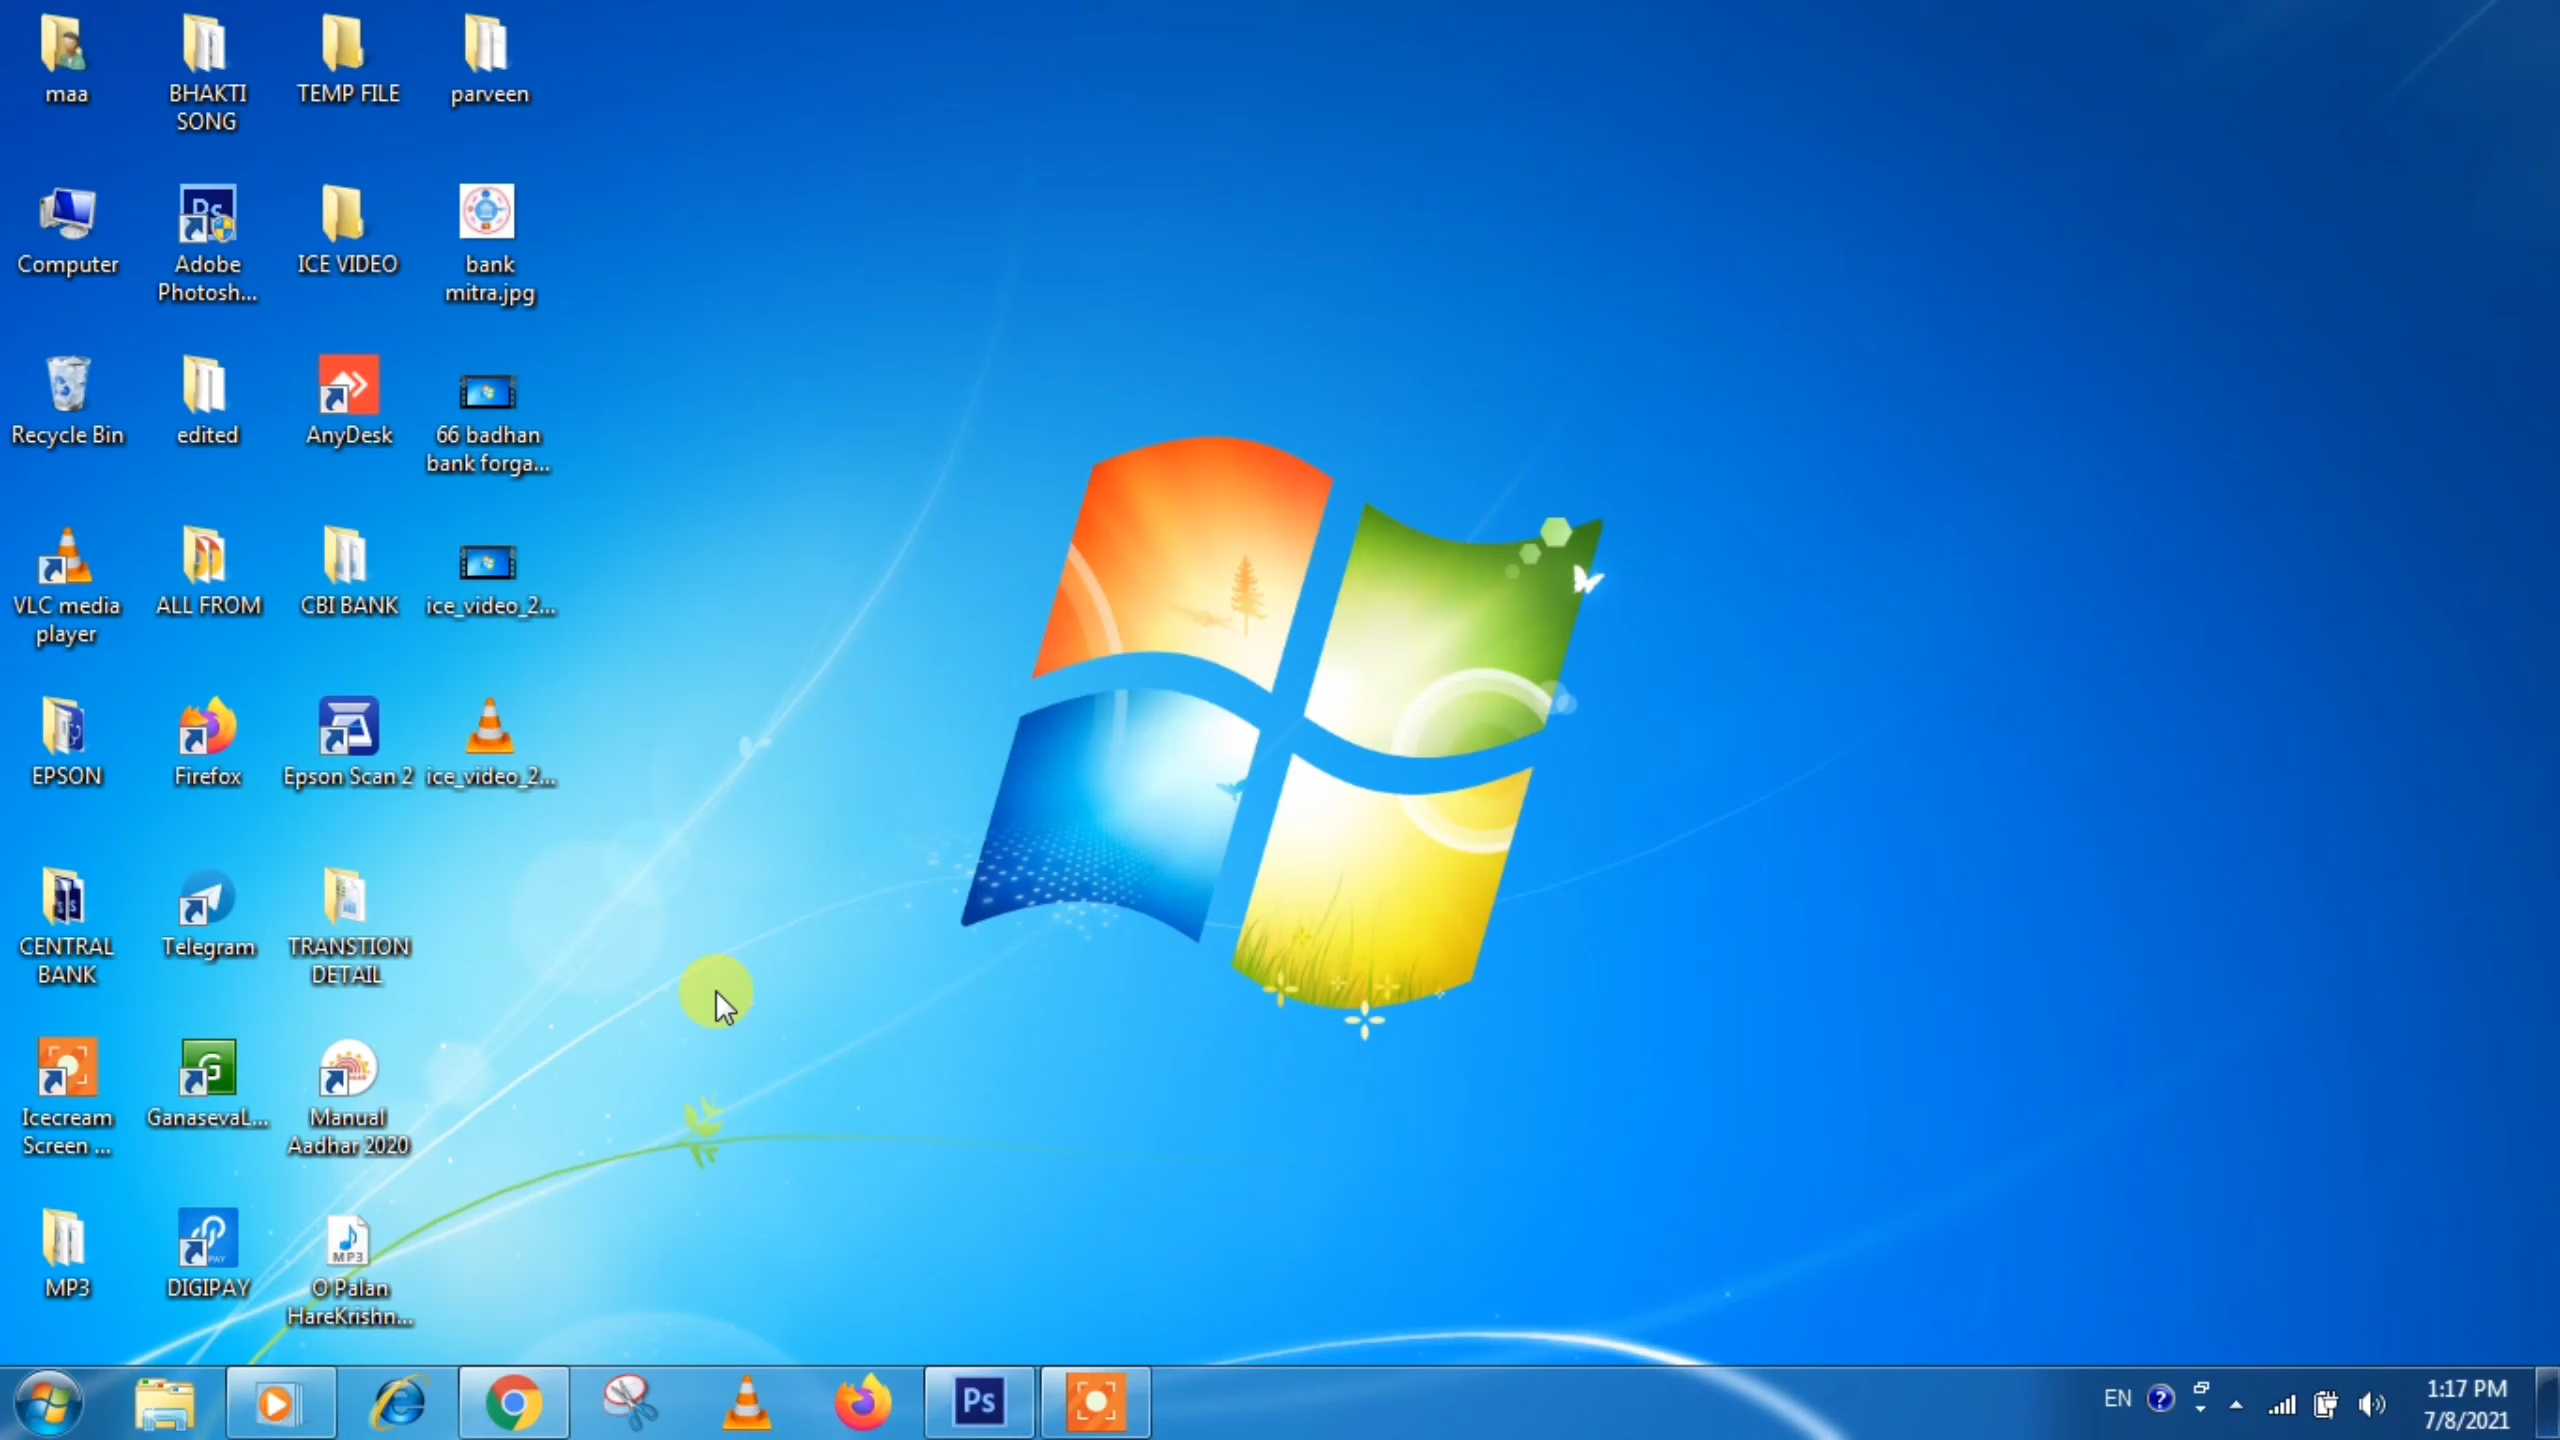 maa
BHAKTI
SONG
TEMP FILE
parveen
Computer
Adobe
Photosh...
ICE VIDEO
bank
mitra.jpg
Recycle Bin
edited
AnyDesk
66 badhan
bank forga...
VLC media
player
ALL FROM
CBI BANK
ice_video_2...
EPSON
Firefox
Epson Scan 2
ice_video_2...
CENTRAL
BANK
Telegram
TRANSTION
DETAIL
Icecream
Screen ...
GanasevaL...
Manual
Aadhar 2020
MP3
DIGIPAY
MP3
O Palan
HareKrishn...
Ps
EN
1:17 PM
7/8/2021